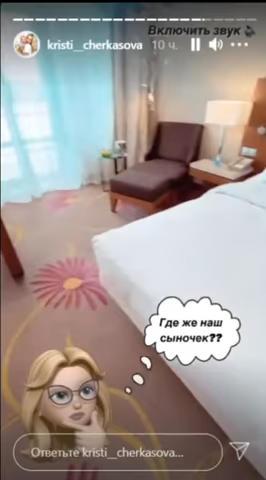 Включить звук
kristi__cherkasova 10 ч.
Где же наш
сыночек??
Ответьте kristi__cherkasova...